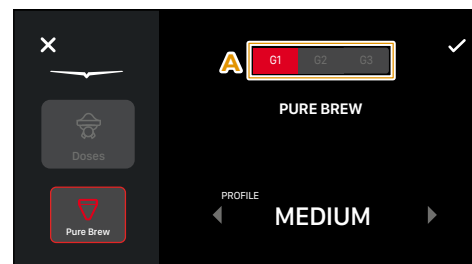 A
G1 G2 G3
PURE BREW
Doses
Pure Brew
PROFILE
MEDIUM